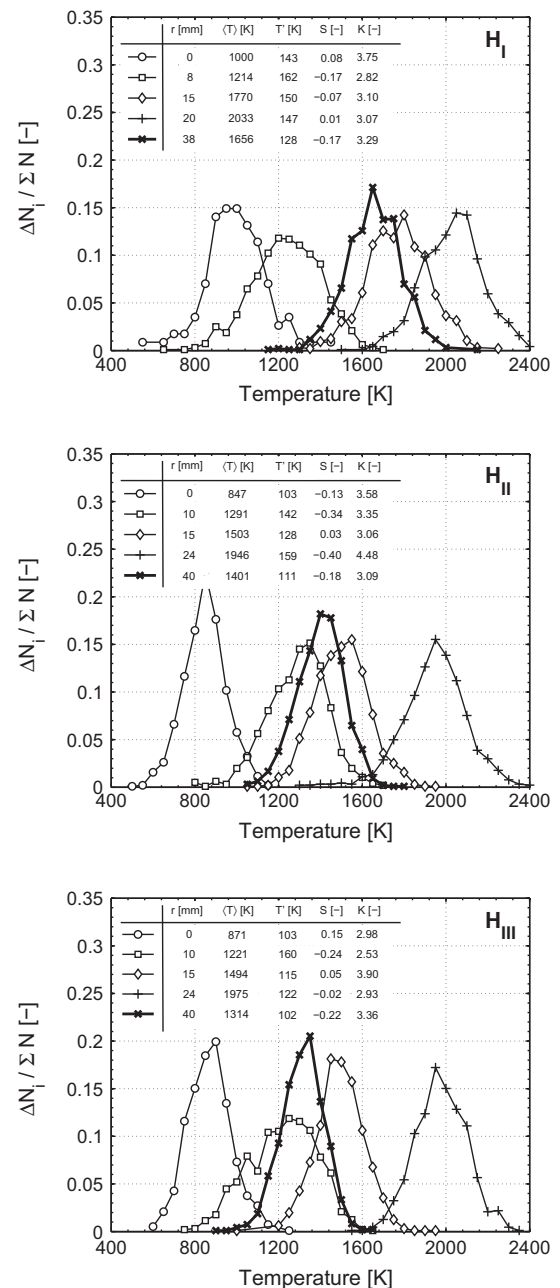 0.35
0.3
0.25
0.2
0.15
0.1
0.05
0
ΔN_i / Σ N [−]
r [mm] ⟨T⟩ [K] T' [K] S [−] K [−]
0 1000 143 0.08 3.75
8 1214 162 −0.17 2.82
15 1770 150 −0.07 3.10
20 2033 147 0.01 3.07
38 1656 128 −0.17 3.29
H_I
400 800 1200 1600 2000 2400
Temperature [K]
0.35
0.3
0.25
0.2
0.15
0.1
0.05
0
ΔN_i / Σ N [−]
r [mm] ⟨T⟩ [K] T' [K] S [−] K [−]
0 847 103 −0.13 3.58
10 1291 142 −0.34 3.35
15 1503 128 0.03 3.06
24 1946 159 −0.40 4.48
40 1401 111 −0.18 3.09
H_II
400 800 1200 1600 2000 2400
Temperature [K]
0.35
0.3
0.25
0.2
0.15
0.1
0.05
0
ΔN_i / Σ N [−]
r [mm] ⟨T⟩ [K] T' [K] S [−] K [−]
0 871 103 0.15 2.98
10 1221 160 −0.24 2.53
15 1494 115 0.05 3.90
24 1975 122 −0.02 2.93
40 1314 102 −0.22 3.36
H_III
400 800 1200 1600 2000 2400
Temperature [K]